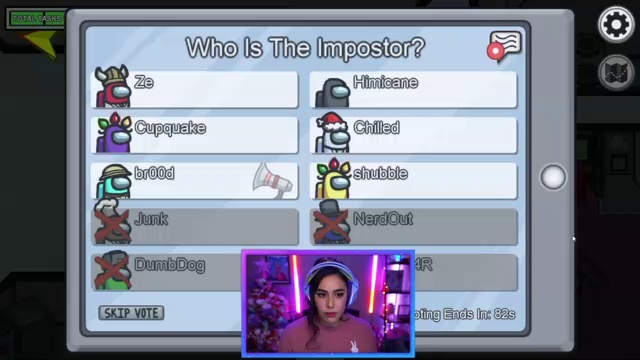 TOTAL TASKS
Who Is The Impostor?
Ze
Himicane
Cupquake
Chilled
br00d
shubble
Junk
NerdOut
DumbDog
4R
SKIP VOTE
oting Ends In: 82s